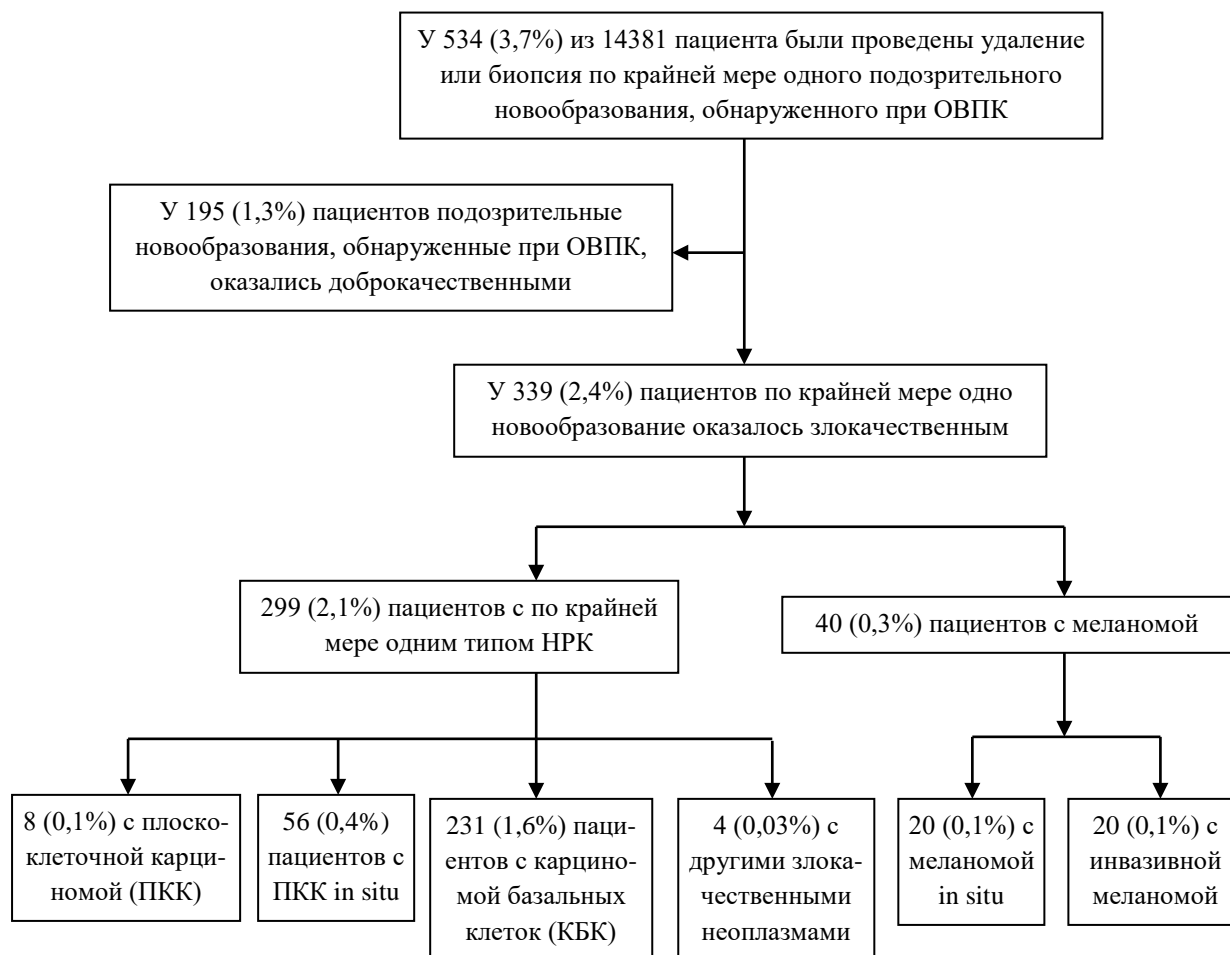 У 534 (3,7%) из 14381 пациента были проведены удаление
или биопсия по крайней мере одного подозрительного
новообразования, обнаруженного при ОВПК
У 195 (1,3%) пациентов подозрительные
новообразования, обнаруженные при ОВПК,
оказались доброкачественными
У 339 (2,4%) пациентов по крайней мере одно
новообразование оказалось злокачественным
299 (2,1%) пациентов с по крайней
мере одним типом НРК
40 (0,3%) пациентов с меланомой
8 (0,1%) с плоско-
клеточной карци-
номой (ПКК)
56 (0,4%)
пациентов с
ПКК in situ
231 (1,6%) паци-
ентов с карцино-
мой базальных
клеток (КБК)
4 (0,03%) с
другими злока-
чественными
неоплазмами
20 (0,1%) с
меланомой
in situ
20 (0,1%) с
инвазивной
меланомой